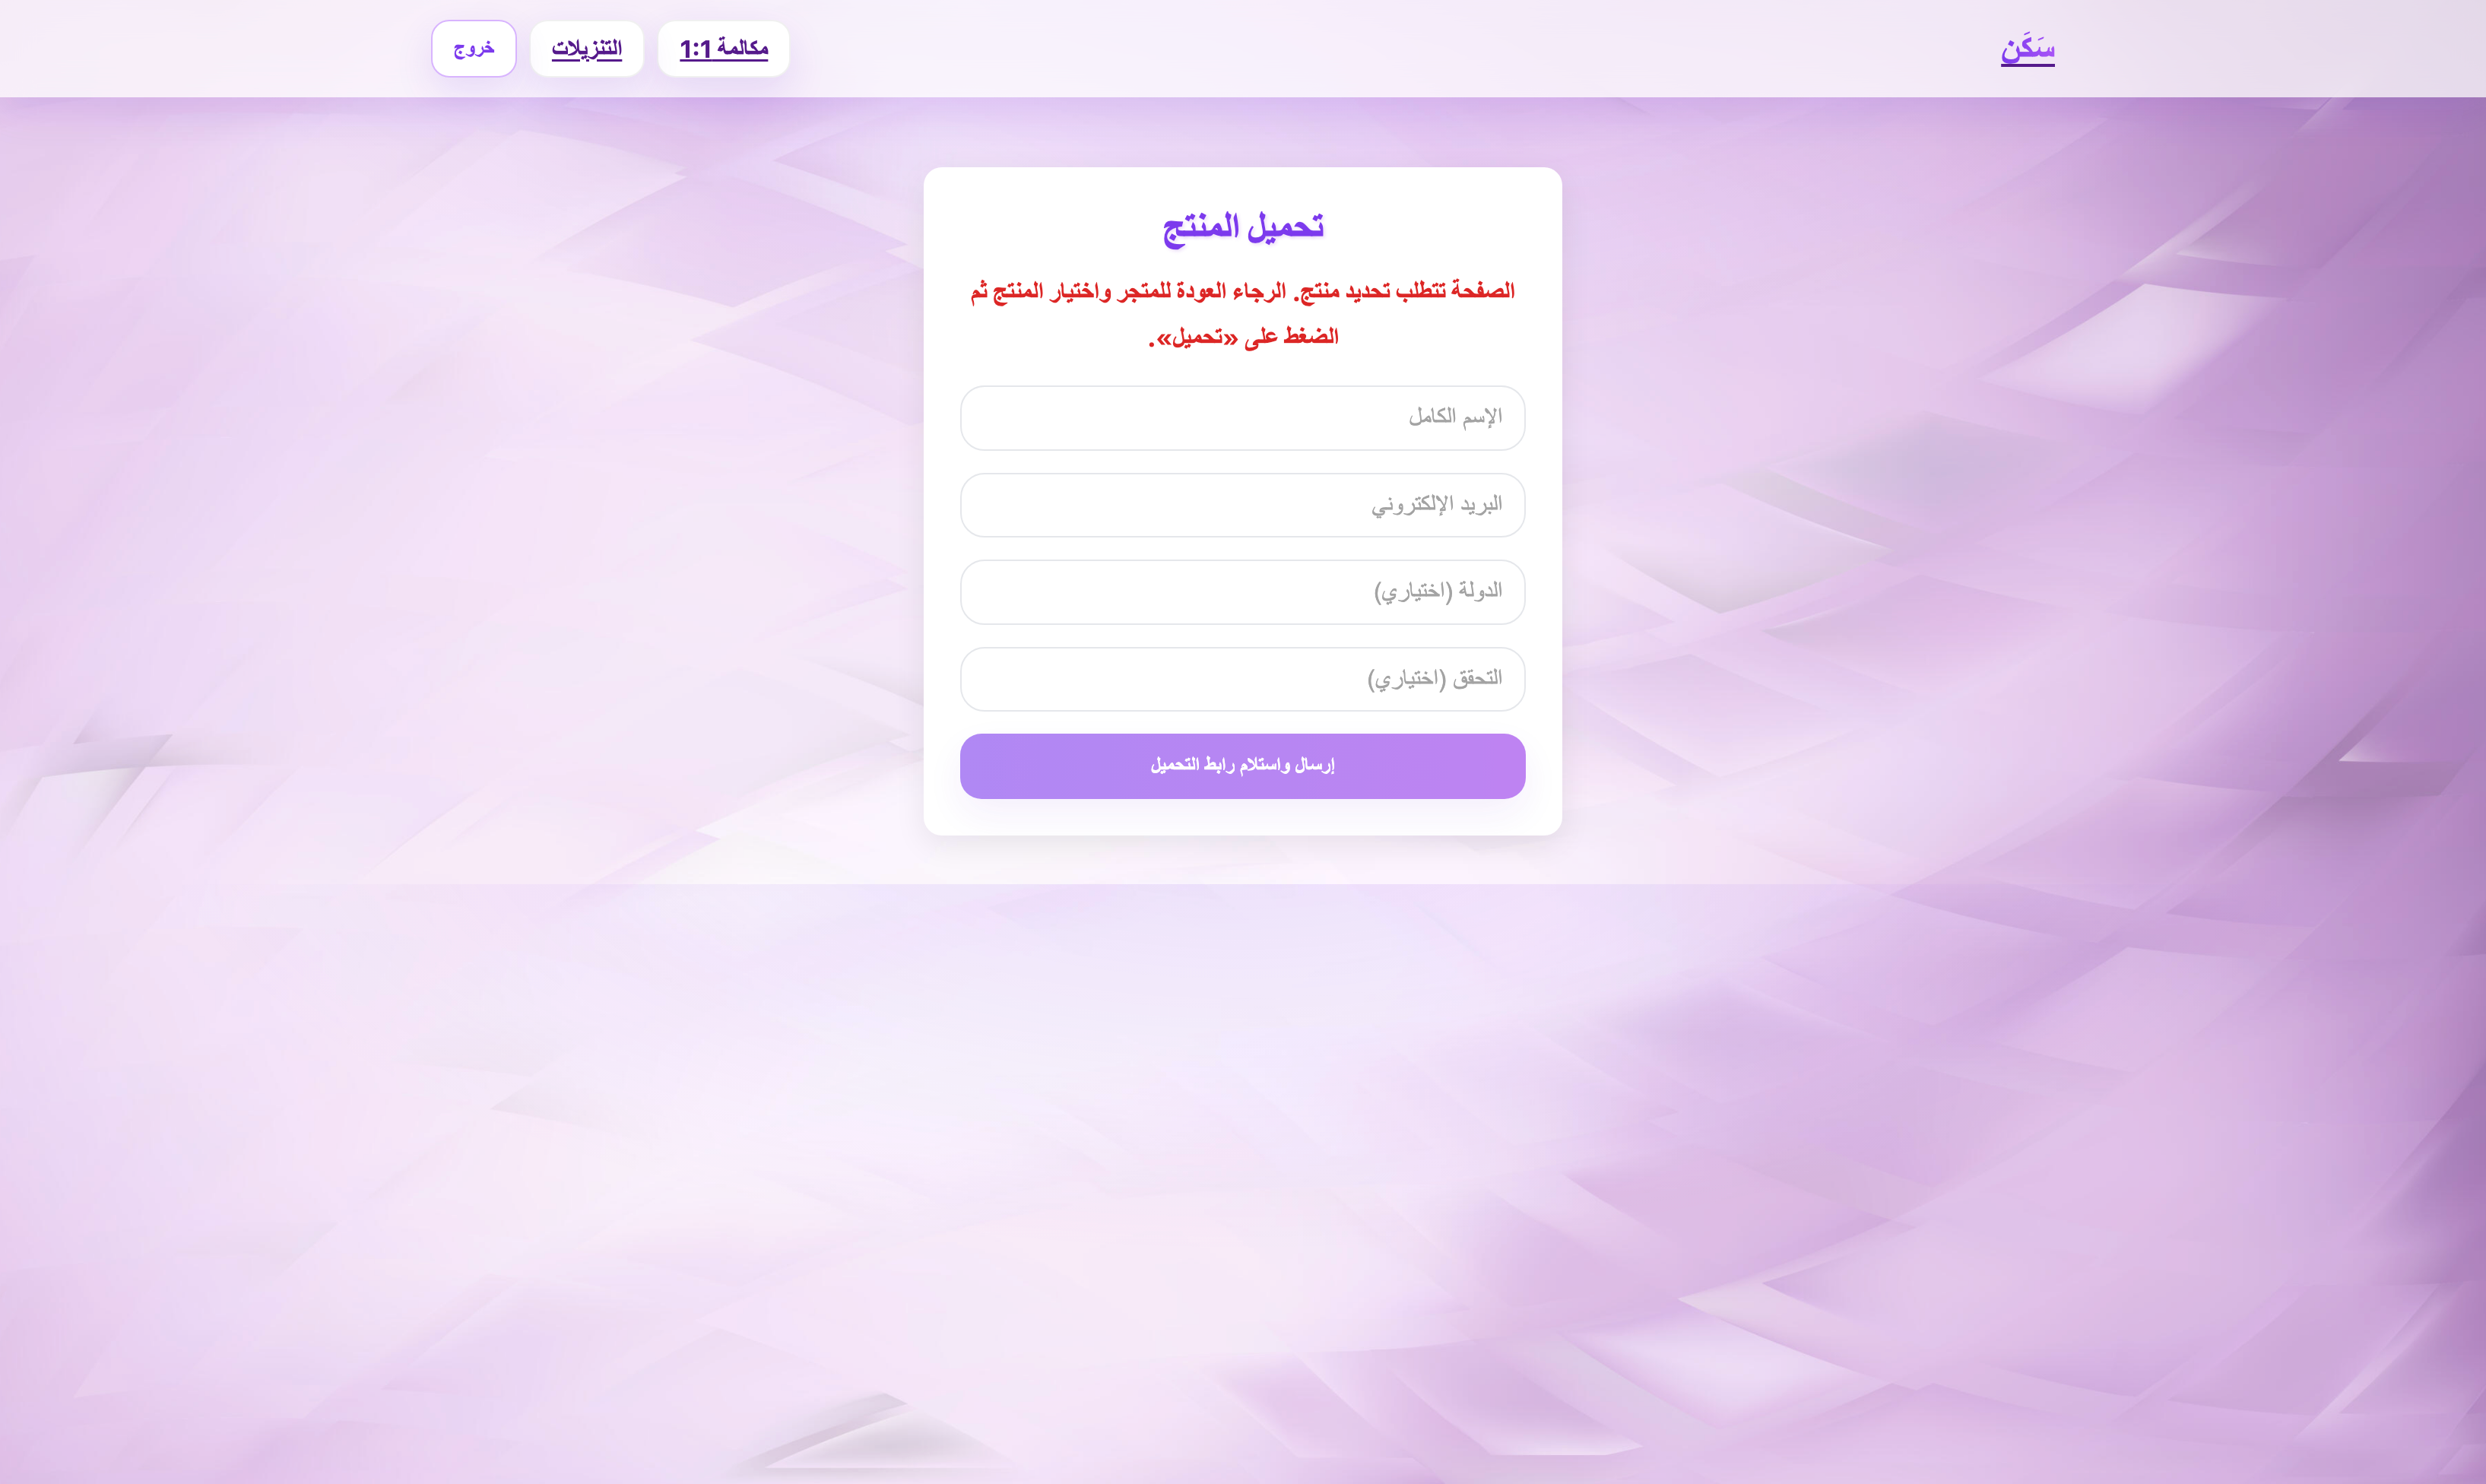 سَكَن
مكالمة 1:1
التنزيلات
خروج
تحميل المنتج
الصفحة تتطلب تحديد منتج. الرجاء العودة للمتجر واختيار المنتج ثم
الضغط على «تحميل».
الإسم الكامل
البريد الإلكتروني
الدولة (اختياري)
التحقق (اختياري)
إرسال واستلام رابط التحميل